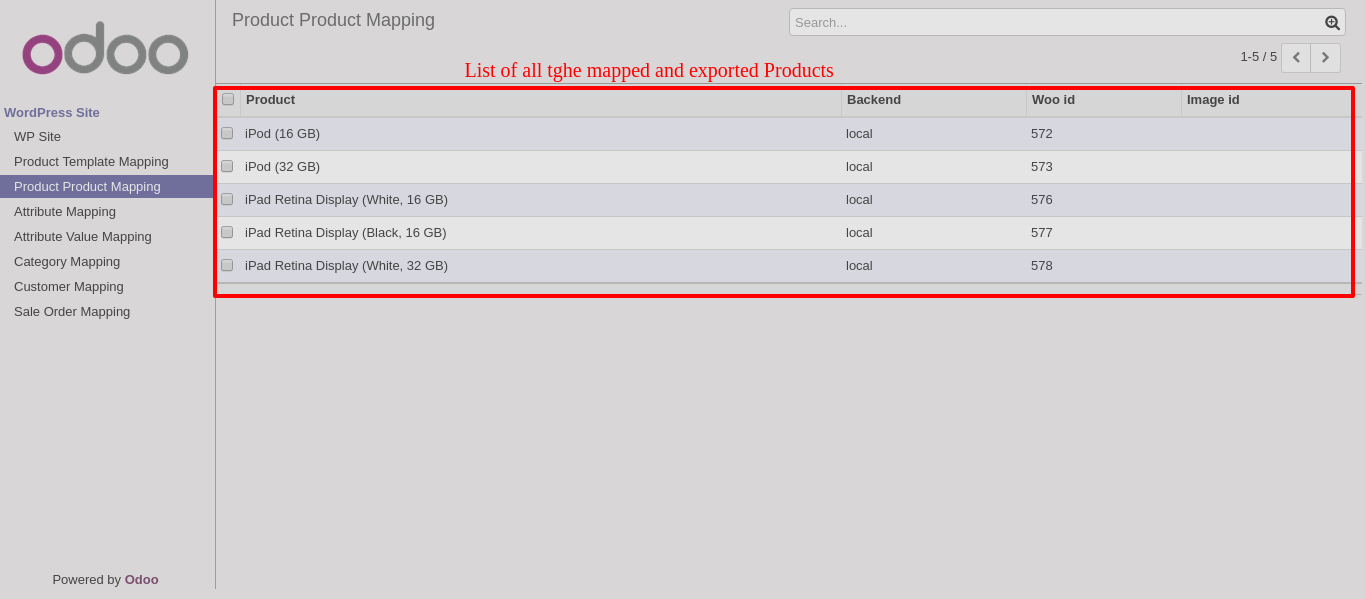 odoo
WordPress Site
WP Site
Product Template Mapping
Product Product Mapping
Attribute Mapping
Attribute Value Mapping
Category Mapping
Customer Mapping
Sale Order Mapping
Powered by Odoo
Product Product Mapping
Search...
1-5 / 5
List of all tghe mapped and exported Products
Product Backend Woo id Image id
iPod (16 GB) local 572
iPod (32 GB) local 573
iPad Retina Display (White, 16 GB) local 576
iPad Retina Display (Black, 16 GB) local 577
iPad Retina Display (White, 32 GB) local 578